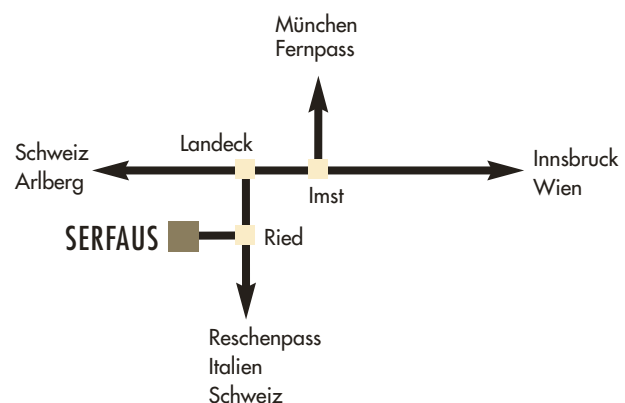 München
Fernpass
Landeck
Schweiz
Arlberg
Innsbruck
Wien
Imst
SERFAUS
Ried
Reschenpass
Italien
Schweiz